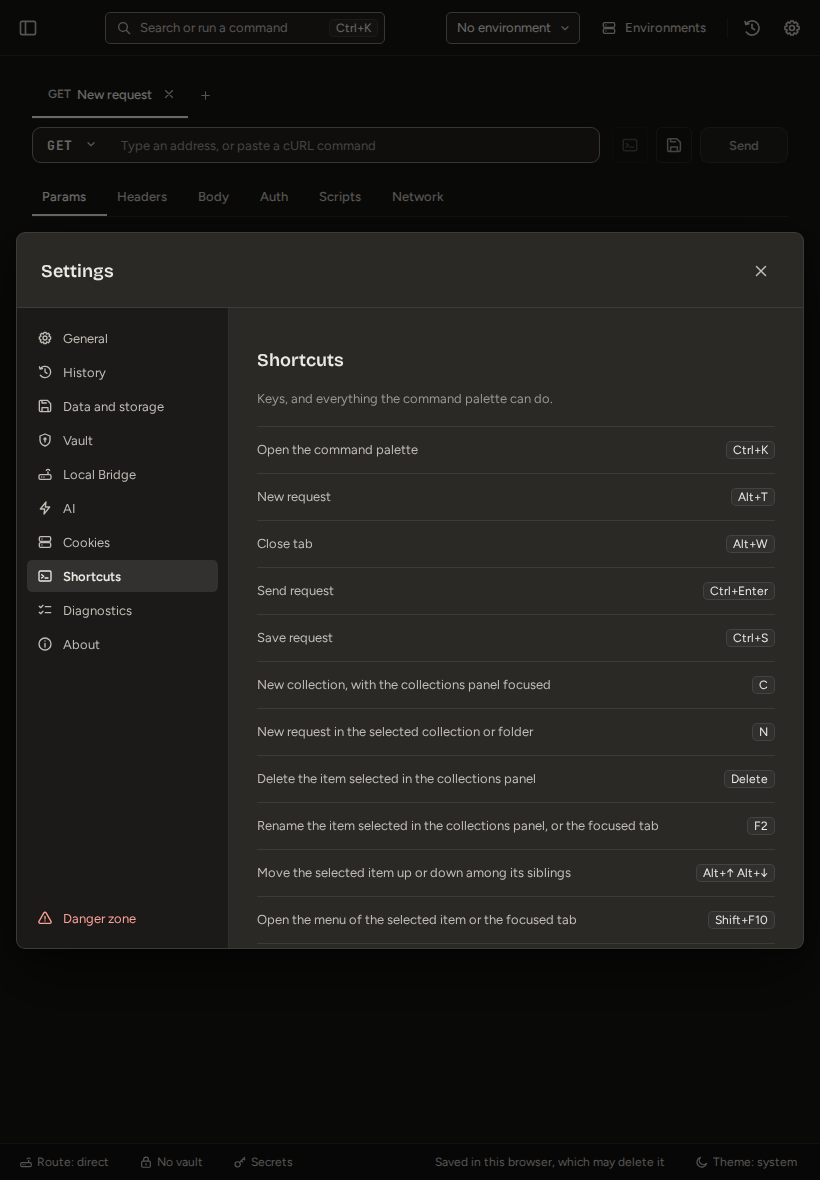 Search or run a command Ctrl+K No environment Environments
GET New request
GET Type an address, or paste a cURL command Send
Params Headers Body Auth Scripts Network
Settings
General
History
Data and storage
Vault
Local Bridge
AI
Cookies
Shortcuts
Diagnostics
About
Danger zone
Shortcuts
Keys, and everything the command palette can do.
Open the command palette Ctrl+K
New request Alt+T
Close tab Alt+W
Send request Ctrl+Enter
Save request Ctrl+S
New collection, with the collections panel focused C
New request in the selected collection or folder N
Delete the item selected in the collections panel Delete
Rename the item selected in the collections panel, or the focused tab F2
Move the selected item up or down among its siblings Alt+↑ Alt+↓
Open the menu of the selected item or the focused tab Shift+F10
Route: direct No vault Secrets Saved in this browser, which may delete it Theme: system